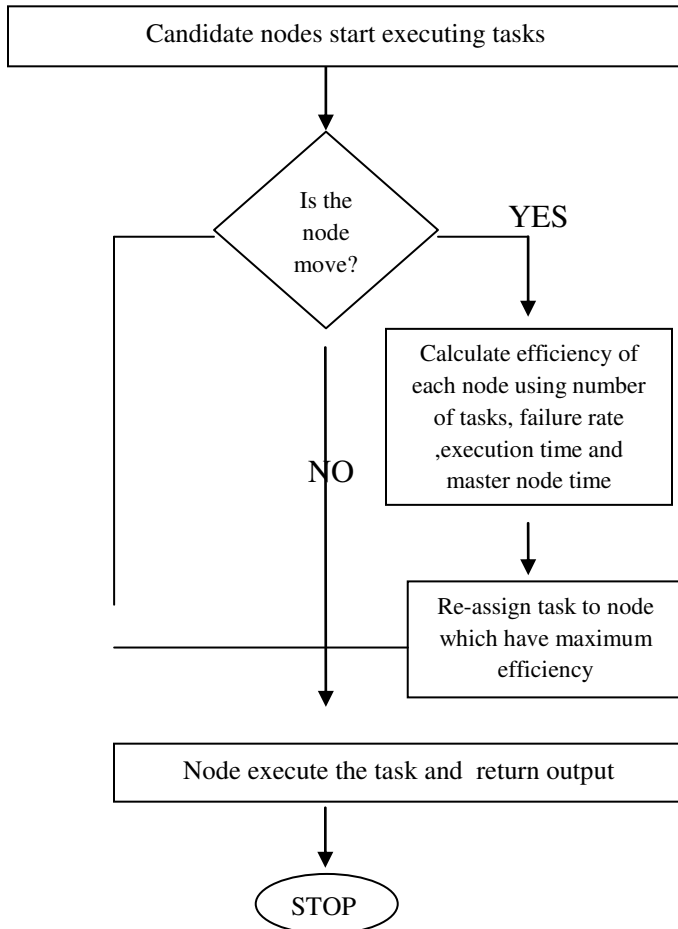 Candidate nodes start executing tasks
Is the
node
move?
YES
Calculate efficiency of
each node using number
of tasks, failure rate
,execution time and
master node time
NO
Re-assign task to node
which have maximum
efficiency
Node execute the task and return output
STOP